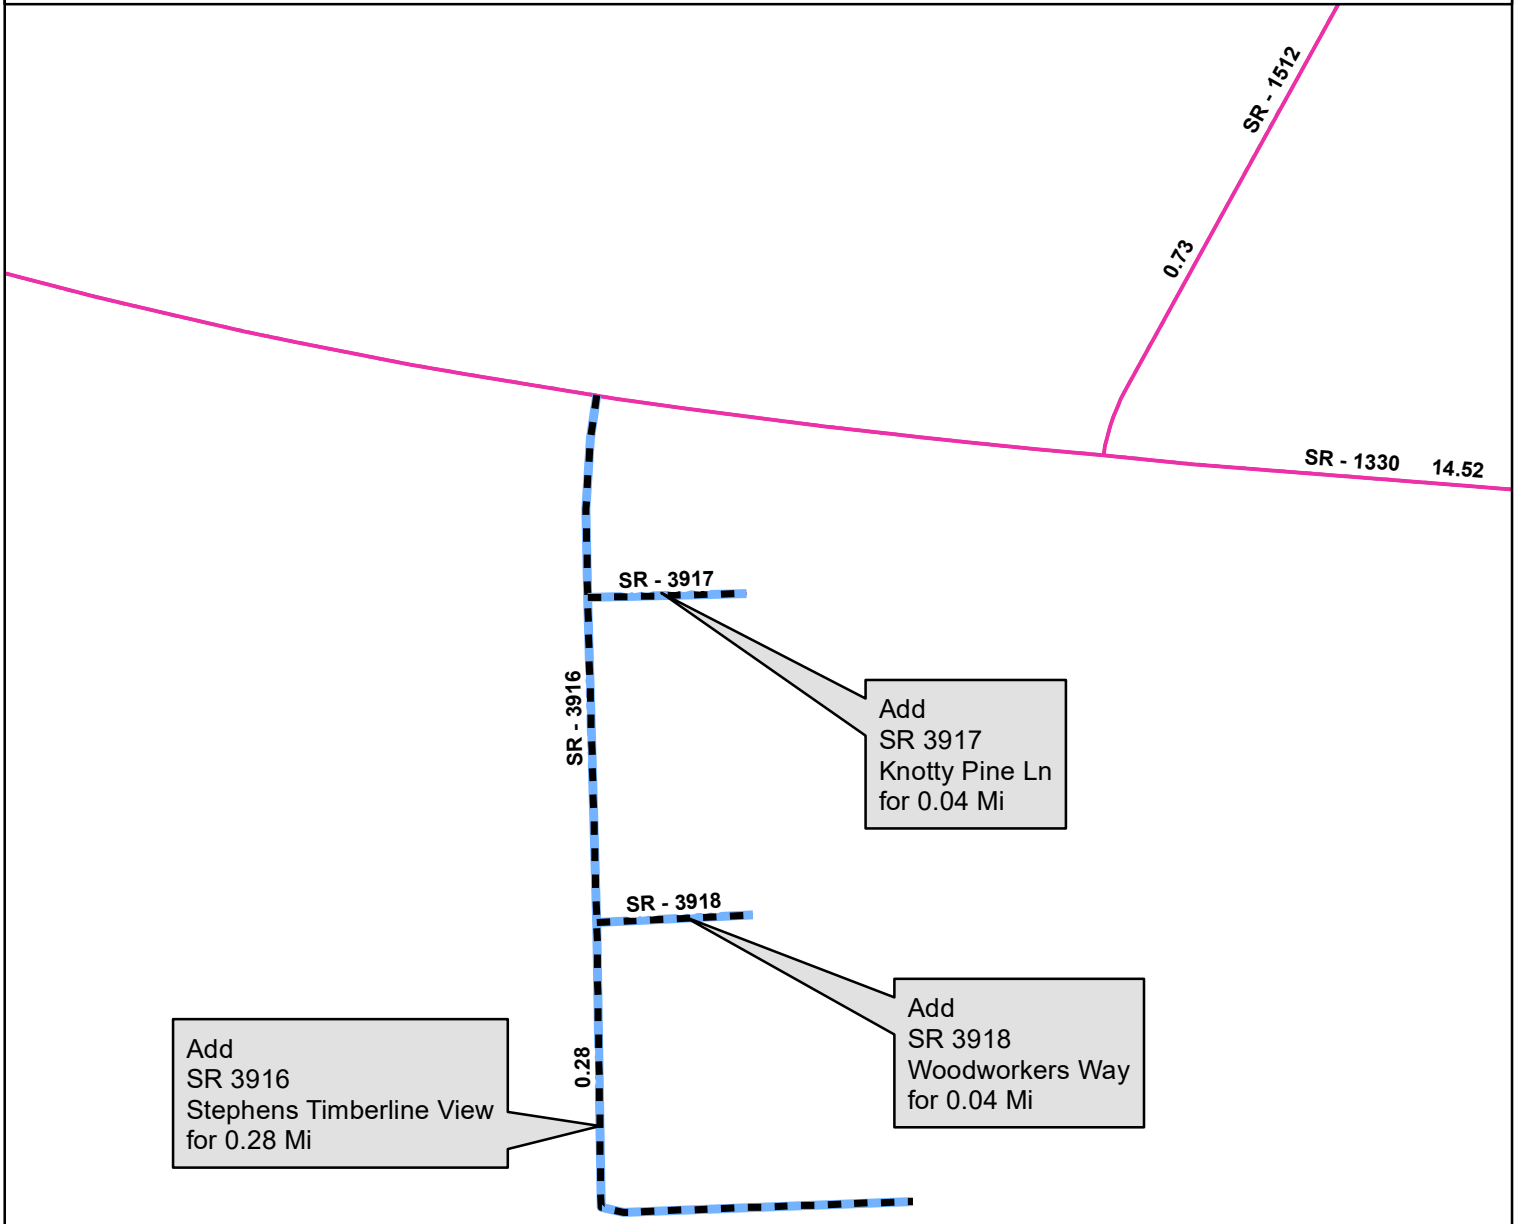 SR - 1512
0.73
SR - 1330 14.52
SR - 3917
SR - 3916
Add
SR 3917
Knotty Pine Ln
for 0.04 Mi
SR - 3918
Add
SR 3918
Woodworkers Way
for 0.04 Mi
0.28
Add
SR 3916
Stephens Timberline View
for 0.28 Mi